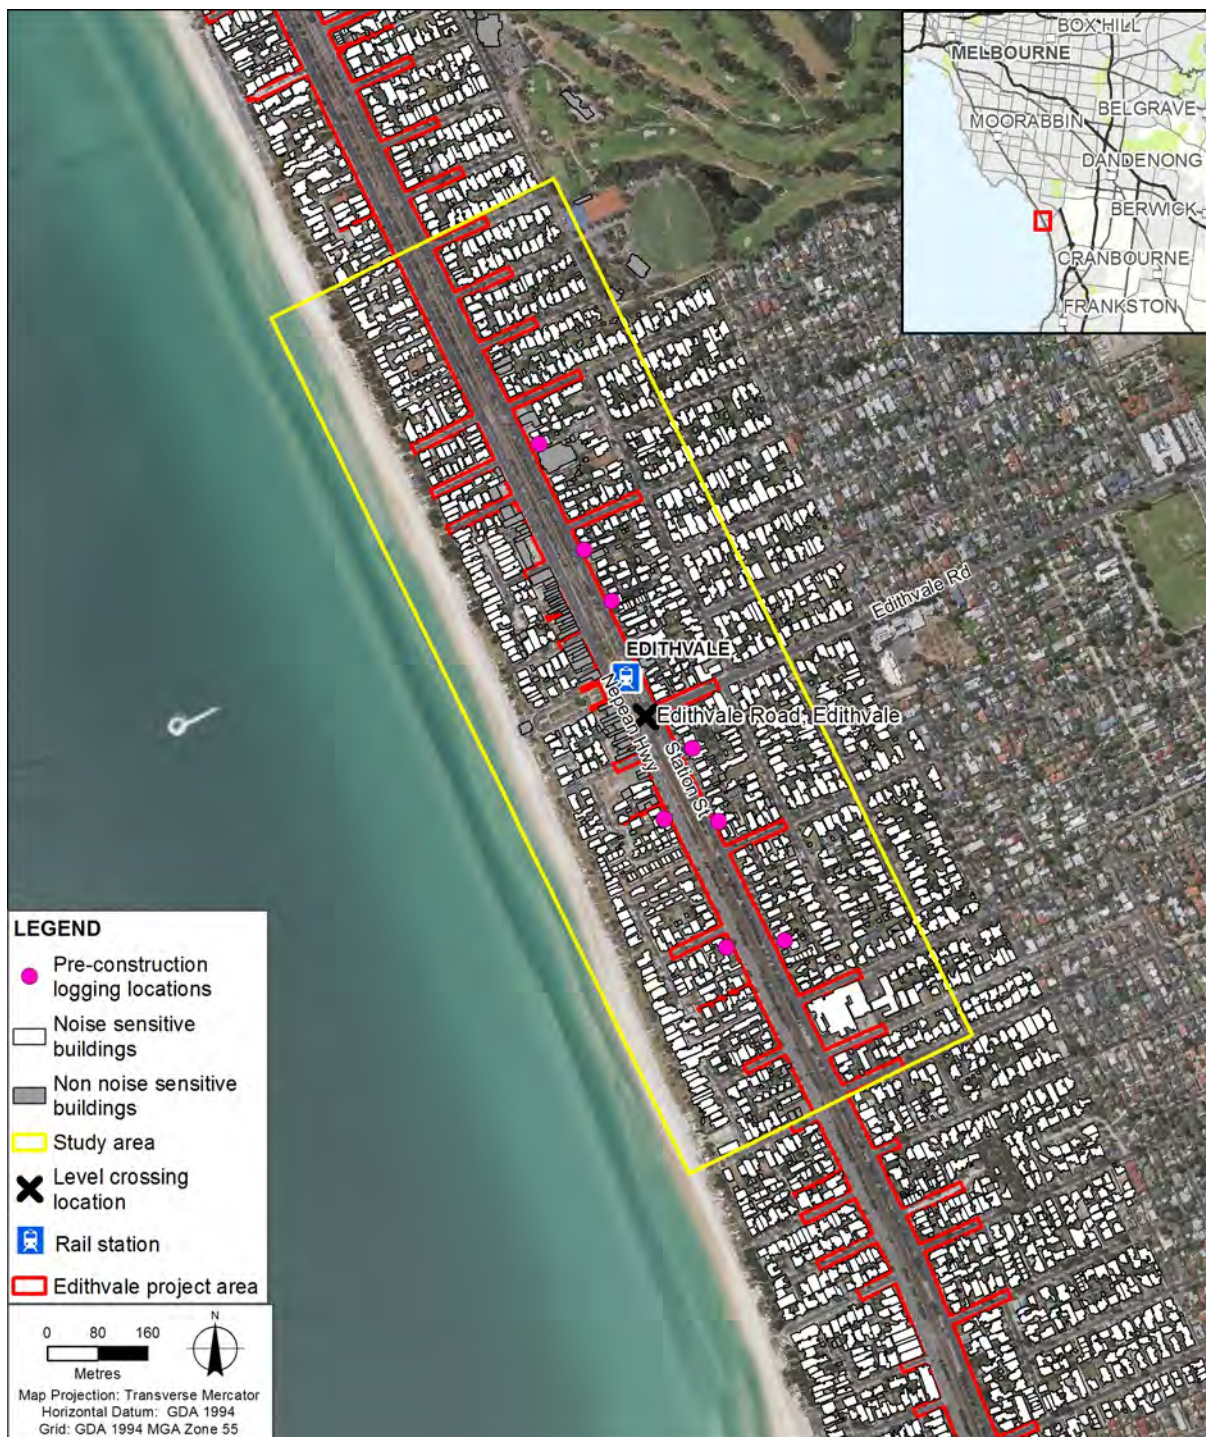 BOX HILL
MELBOURNE
BELGRAVE
MOORABBIN
DANDENONG
BERWICK
CRANBOURNE
FRANKSTON
Edithvale Rd
EDITHVALE
Nepean Hwy
Edithvale Road, Edithvale
Station St
LEGEND
Pre-construction
logging locations
Noise sensitive
buildings
Non noise sensitive
buildings
Study area
Level crossing
location
Rail station
Edithvale project area
0 80 160
Metres
N
Map Projection: Transverse Mercator
Horizontal Datum: GDA 1994
Grid: GDA 1994 MGA Zone 55